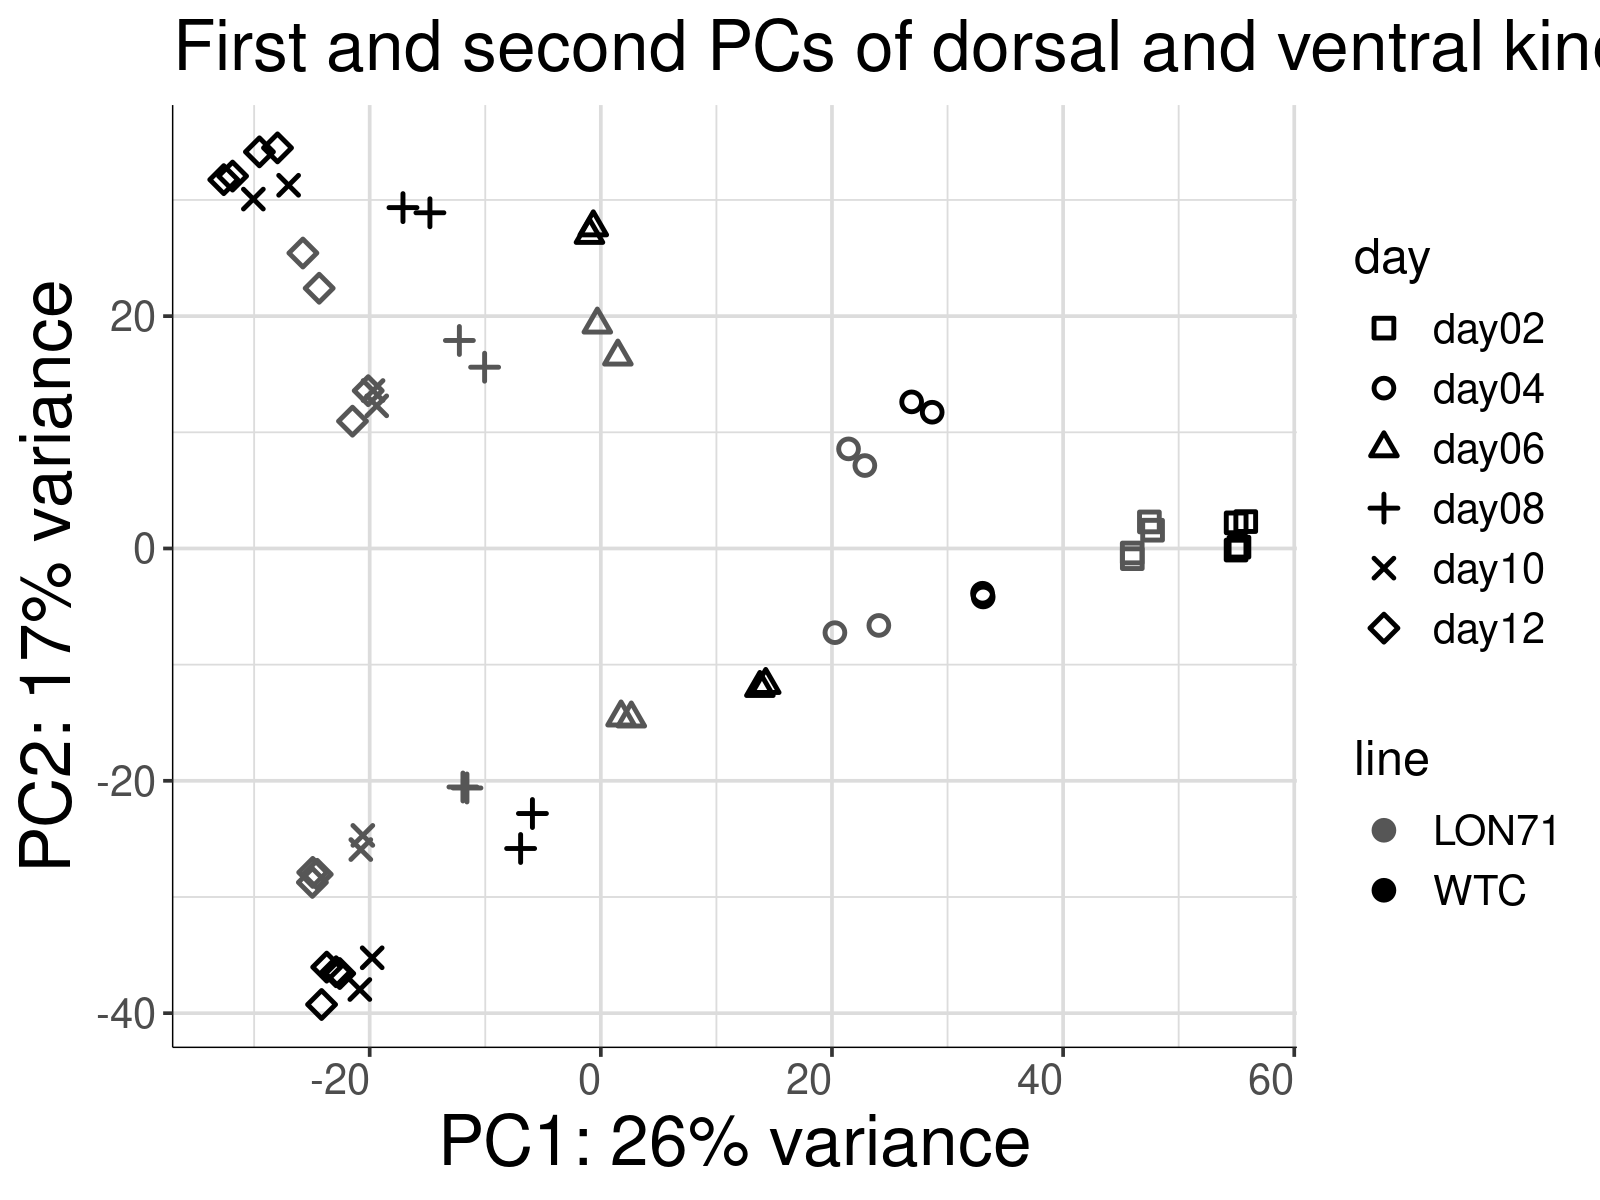 First and second PCs of dorsal and ventral
PC2: 17% variance
20
0
-20
-40
-20
0
20
40
60
PC1: 26% variance
day
day02
day04
day06
day08
day10
day12
line
LON71
WTC